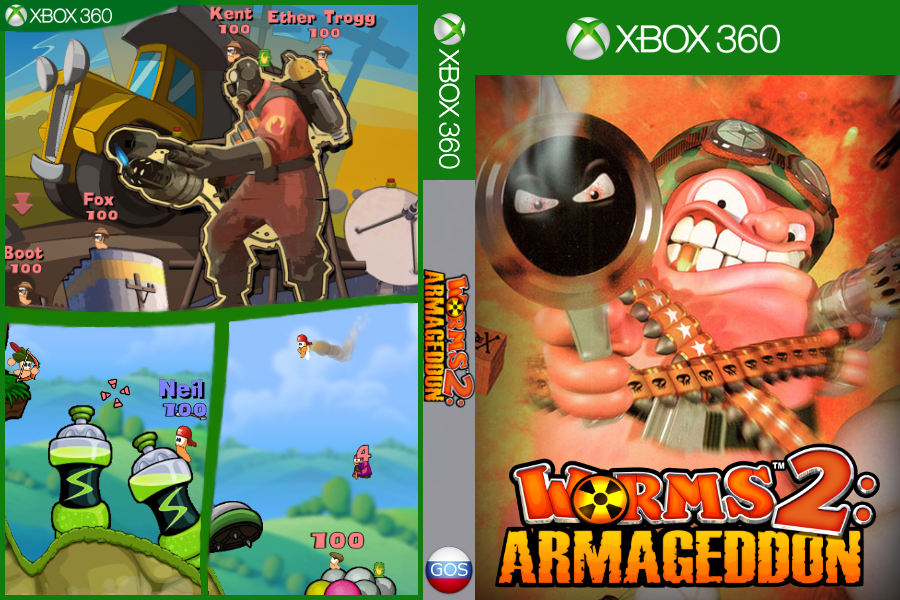 XBOX 360
Kent
100
Ether Trogg
100
Fox
100
Boot
100
Neil
100
4
100
XBOX 360
WORMS 2:
ARMAGEDDON
GOS
XBOX 360
WORMS™ 2:
ARMAGEDDON